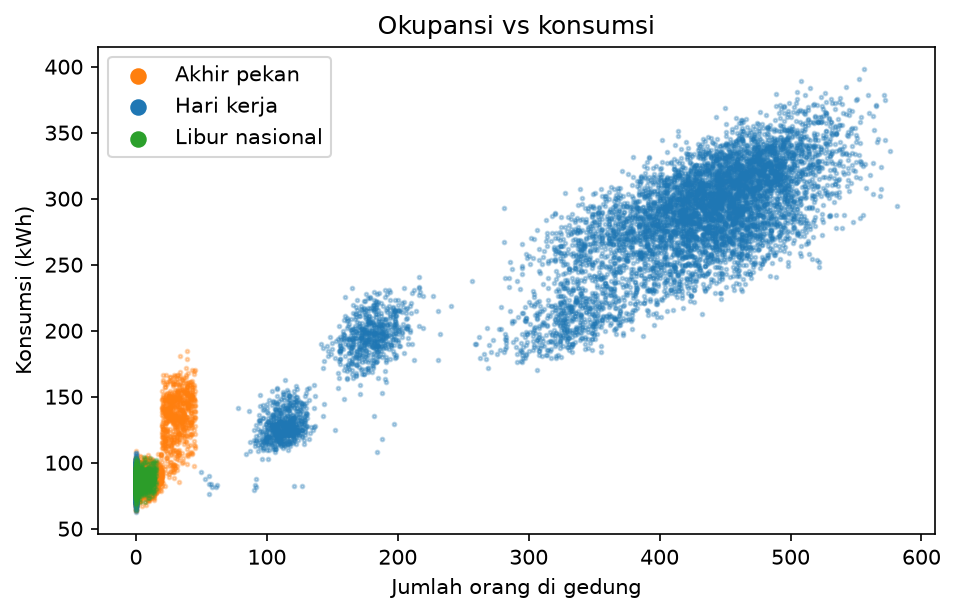 Okupansi vs konsumsi
Akhir pekan
Hari kerja
Libur nasional
Konsumsi (kWh)
400
350
300
250
200
150
100
50
0 100 200 300 400 500 600
Jumlah orang di gedung